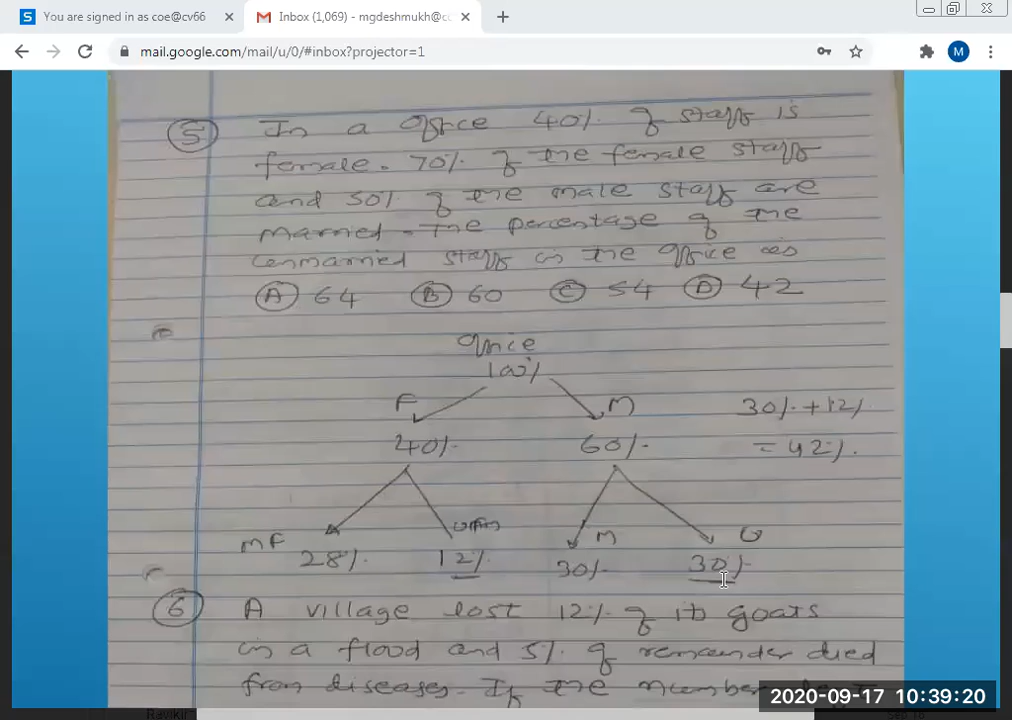 You are signed in as coe@cv66
Inbox (1,069) - mgdeshmukh@co
mail.google.com/mail/u/0/#inbox?projector=1
M
5 In a office 40% of staff is
female. 70% of the female staff
and 50% of the male staff are
married. The percentage of the
unmarried staff in the office is
A 64 B 60 C 54 D 42
office
100%
F M 30% + 12%
40% 60% = 42%.
MF UMF M U
28% 12% 30% 30%
6 A village lost 12% of its goats
in a flood and 5% of remainder died
from diseases. If the number
2020-09-17 10:39:20